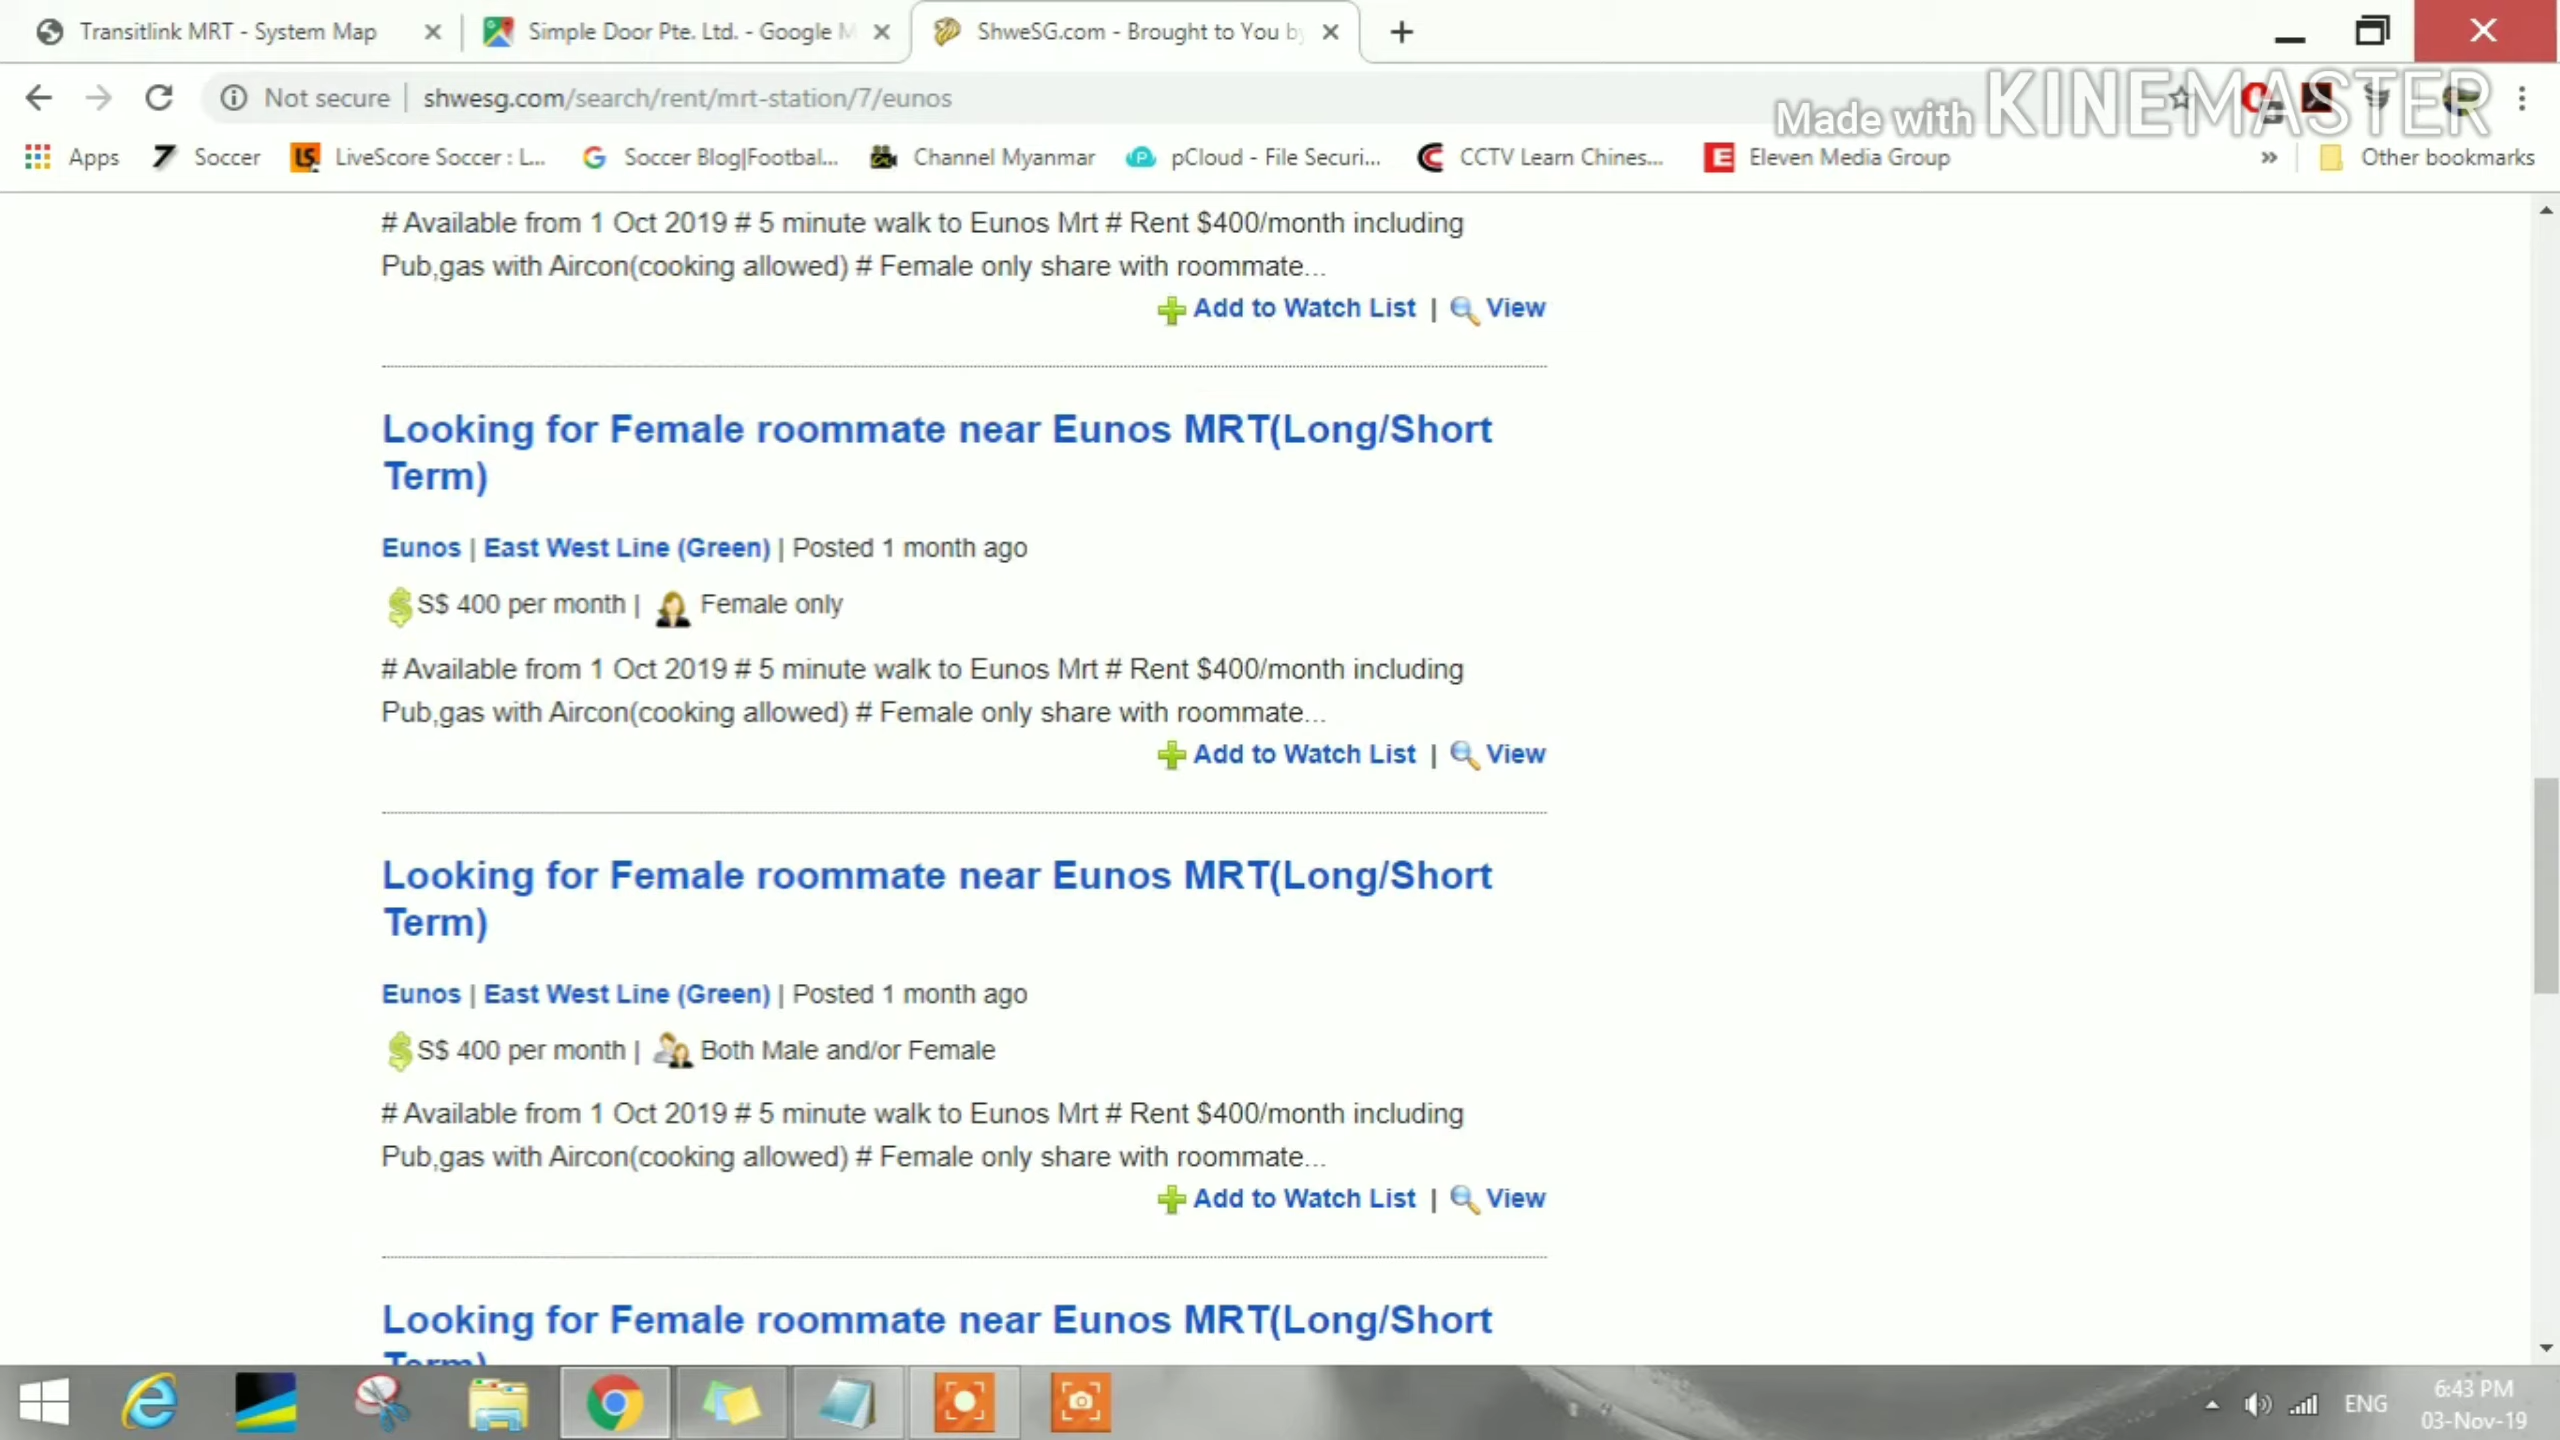 Transitlink MRT - System Map
Simple Door Pte. Ltd. - Google M
ShweSG.com - Brought to You by
Not secure
shwesg.com/search/rent/mrt-station/7/eunos
Made with KINEMASTER
Apps
Soccer
LiveScore Soccer : L...
Soccer Blog|Footbal...
Channel Myanmar
pCloud - File Securi...
CCTV Learn Chines...
Eleven Media Group
»
Other bookmarks
# Available from 1 Oct 2019 # 5 minute walk to Eunos Mrt # Rent $400/month including
Pub,gas with Aircon(cooking allowed) # Female only share with roommate...
Add to Watch List | View
Looking for Female roommate near Eunos MRT(Long/Short
Term)
Eunos | East West Line (Green) | Posted 1 month ago
S$ 400 per month | Female only
# Available from 1 Oct 2019 # 5 minute walk to Eunos Mrt # Rent $400/month including
Pub,gas with Aircon(cooking allowed) # Female only share with roommate...
Add to Watch List | View
Looking for Female roommate near Eunos MRT(Long/Short
Term)
Eunos | East West Line (Green) | Posted 1 month ago
S$ 400 per month | Both Male and/or Female
# Available from 1 Oct 2019 # 5 minute walk to Eunos Mrt # Rent $400/month including
Pub,gas with Aircon(cooking allowed) # Female only share with roommate...
Add to Watch List | View
Looking for Female roommate near Eunos MRT(Long/Short
Term)
ENG
6:43 PM
03-Nov-19